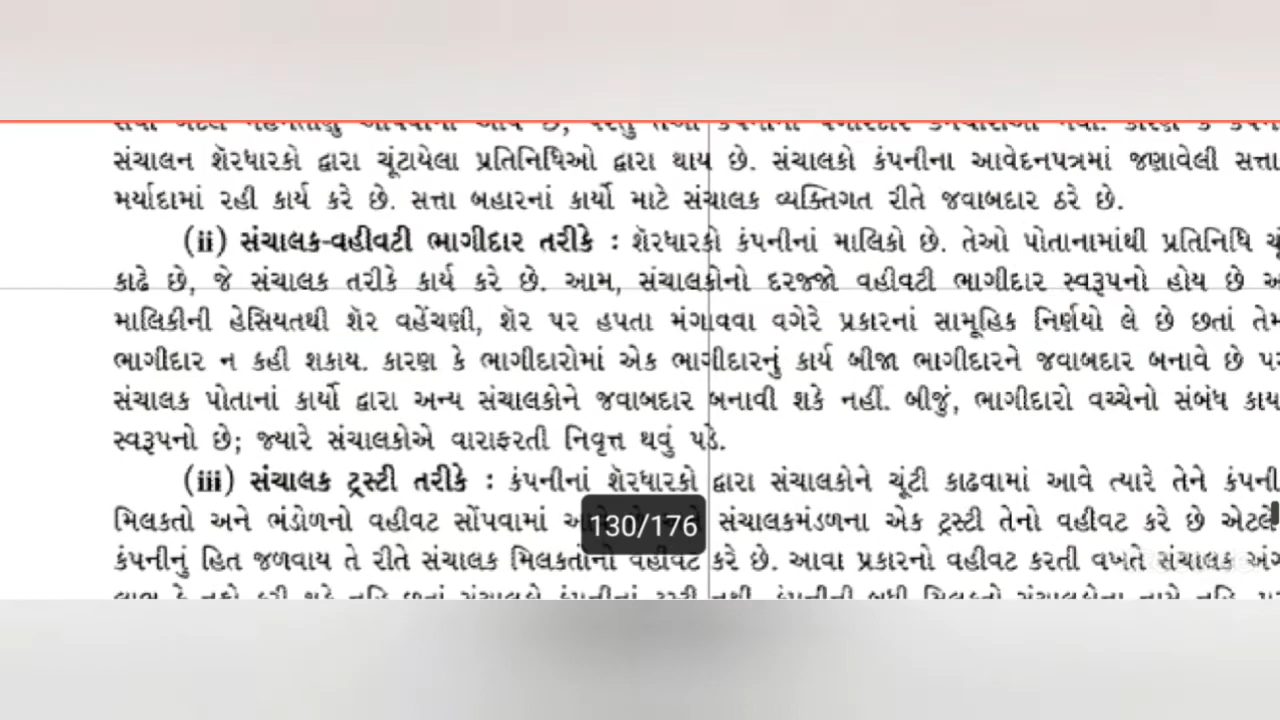 સંચાલન શૅરધારકો દ્વારા ચૂંટાયેલા પ્રતિનિધિઓ દ્વારા થાય છે. સંચાલકો કંપનીના આવેદનપત્રમાં જણાવેલી સત્તા
મર્યાદામાં રહી કાર્ય કરે છે. સત્તા બહારનાં કાર્યો માટે સંચાલક વ્યક્તિગત રીતે જવાબદાર ઠરે છે.
(ii) સંચાલક-વહીવટી ભાગીદાર તરીકે : શૅરધારકો કંપનીનાં માલિકો છે. તેઓ પોતાનામાંથી પ્રતિનિધિ
કાઢે છે, જે સંચાલક તરીકે કાર્ય કરે છે. આમ, સંચાલકોનો દરજ્જો વહીવટી ભાગીદાર સ્વરૂપનો હોય છે
માલિકીની હેસિયતથી શૅર વહેંચણી, શૅર પર હપતા મંગાવવા વગેરે પ્રકારનાં સામૂહિક નિર્ણયો લે છે છતાં
ભાગીદાર ન કહી શકાય. કારણ કે ભાગીદારોમાં એક ભાગીદારનું કાર્ય બીજા ભાગીદારને જવાબદાર બનાવે છે
સંચાલક પોતાનાં કાર્યો દ્વારા અન્ય સંચાલકોને જવાબદાર બનાવી શકે નહીં. બીજું, ભાગીદારો વચ્ચેનો સંબંધ
સ્વરૂપનો છે; જ્યારે સંચાલકોએ વારાફરતી નિવૃત્ત થવું પડે.
(iii) સંચાલક ટ્રસ્ટી તરીકે : કંપનીનાં શૅરધારકો દ્વારા સંચાલકોને ચૂંટી કાઢવામાં આવે ત્યારે તેને
મિલકતો અને ભંડોળનો વહીવટ સોંપવામાં સંચાલકમંડળના એક ટ્રસ્ટી તેનો વહીવટ કરે છે
130/176
કંપનીનું હિત જળવાય તે રીતે સંચાલક મિલકતોનો વહીવટ કરે છે. આવા પ્રકારનો વહીવટ કરતી વખતે સંચાલક